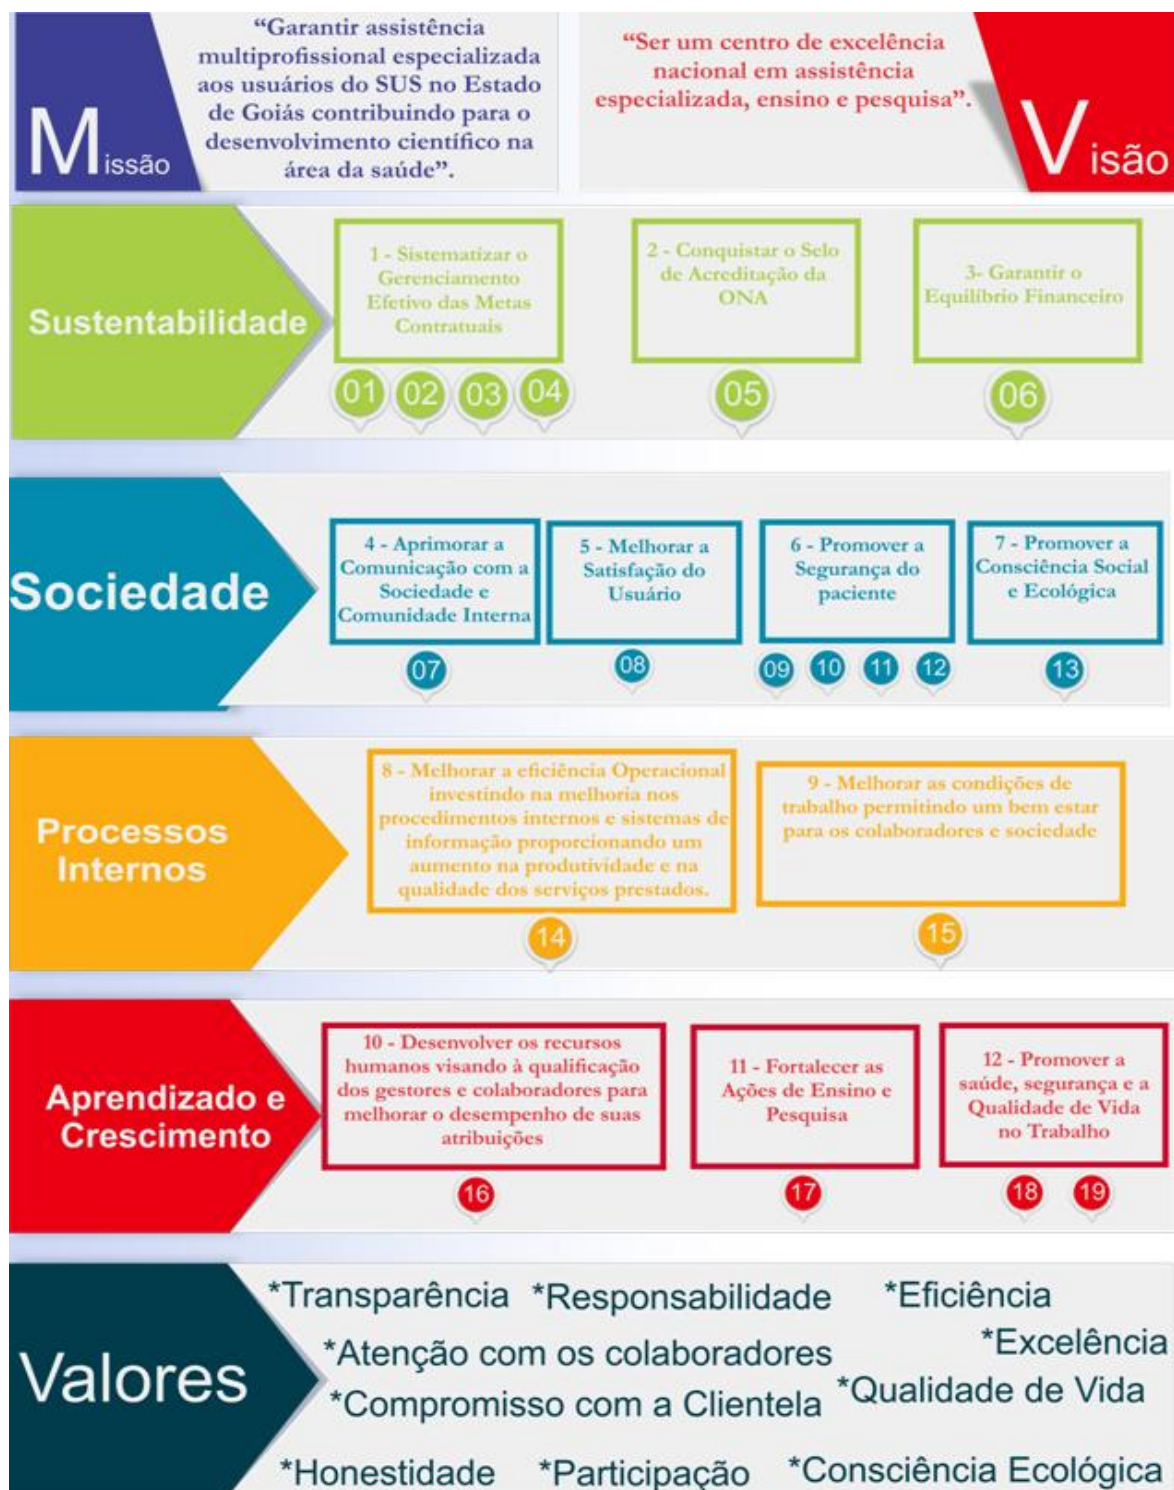 Missão
“Garantir assistência
multiprofissional especializada
aos usuários do SUS no Estado
de Goiás contribuindo para o
desenvolvimento científico na
área da saúde”.
“Ser um centro de excelência
nacional em assistência
especializada, ensino e pesquisa”.
Visão
Sustentabilidade
1 - Sistematizar o
Gerenciamento
Efetivo das Metas
Contratuais
01 02 03 04
2 - Conquistar o Selo
de Acreditação da
ONA
05
3- Garantir o
Equilíbrio Financeiro
06
Sociedade
4 - Aprimorar a
Comunicação com a
Sociedade e
Comunidade Interna
07
5 - Melhorar a
Satisfação do
Usuário
08
6 - Promover a
Segurança do
paciente
09 10 11 12
7 - Promover a
Consciência Social
e Ecológica
13
Processos
Internos
8 - Melhorar a eficiência Operacional
investindo na melhoria nos
procedimentos internos e sistemas de
informação proporcionando um
aumento na produtividade e na
qualidade dos serviços prestados.
14
9 - Melhorar as condições de
trabalho permitindo um bem estar
para os colaboradores e sociedade
15
Aprendizado e
Crescimento
10 - Desenvolver os recursos
humanos visando à qualificação
dos gestores e colaboradores para
melhorar o desempenho de suas
atribuições
16
11 - Fortalecer as
Ações de Ensino e
Pesquisa
17
12 - Promover a
saúde, segurança e a
Qualidade de Vida
no Trabalho
18 19
Valores
*Transparência *Responsabilidade *Eficiência
*Excelência
*Atenção com os colaboradores
*Compromisso com a Clientela *Qualidade de Vida
*Honestidade *Participação *Consciência Ecológica